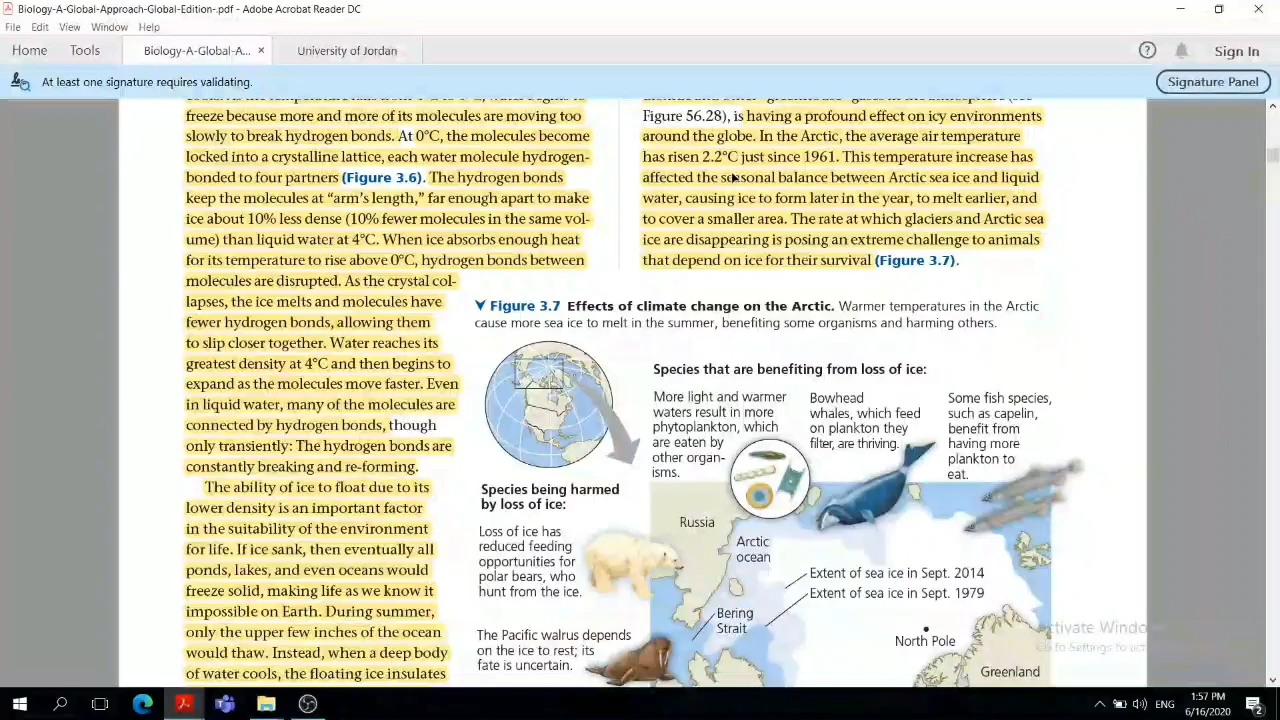 Biology-A-Global-Approach-Global-Edition-.pdf - Adobe Acrobat Reader DC
File Edit View Window Help
Home Tools Biology-A-Global-A... × University of Jordan Sign In
At least one signature requires validating. Signature Panel
freeze because more and more of its molecules are moving too
slowly to break hydrogen bonds. At 0°C, the molecules become
locked into a crystalline lattice, each water molecule hydrogen-
bonded to four partners (Figure 3.6). The hydrogen bonds
keep the molecules at “arm’s length,” far enough apart to make
ice about 10% less dense (10% fewer molecules in the same vol-
ume) than liquid water at 4°C. When ice absorbs enough heat
for its temperature to rise above 0°C, hydrogen bonds between
molecules are disrupted. As the crystal col-
lapses, the ice melts and molecules have
fewer hydrogen bonds, allowing them
to slip closer together. Water reaches its
greatest density at 4°C and then begins to
expand as the molecules move faster. Even
in liquid water, many of the molecules are
connected by hydrogen bonds, though
only transiently: The hydrogen bonds are
constantly breaking and re-forming.
The ability of ice to float due to its
lower density is an important factor
in the suitability of the environment
for life. If ice sank, then eventually all
ponds, lakes, and even oceans would
freeze solid, making life as we know it
impossible on Earth. During summer,
only the upper few inches of the ocean
would thaw. Instead, when a deep body
of water cools, the floating ice insulates
Figure 56.28), is having a profound effect on icy environments
around the globe. In the Arctic, the average air temperature
has risen 2.2°C just since 1961. This temperature increase has
affected the seasonal balance between Arctic sea ice and liquid
water, causing ice to form later in the year, to melt earlier, and
to cover a smaller area. The rate at which glaciers and Arctic sea
ice are disappearing is posing an extreme challenge to animals
that depend on ice for their survival (Figure 3.7).
Figure 3.7 Effects of climate change on the Arctic. Warmer temperatures in the Arctic
cause more sea ice to melt in the summer, benefiting some organisms and harming others.
Species that are benefiting from loss of ice:
More light and warmer
waters result in more
phytoplankton, which
are eaten by
other organ-
isms.
Bowhead
whales, which feed
on plankton they
filter, are thriving.
Some fish species,
such as capelin,
benefit from
having more
plankton to
eat.
Species being harmed
by loss of ice:
Loss of ice has
reduced feeding
opportunities for
polar bears, who
hunt from the ice.
The Pacific walrus depends
on the ice to rest; its
fate is uncertain.
Russia
Arctic
ocean
Extent of sea ice in Sept. 2014
Extent of sea ice in Sept. 1979
Bering
Strait
North Pole
Greenland
1:57 PM
6/16/2020
2